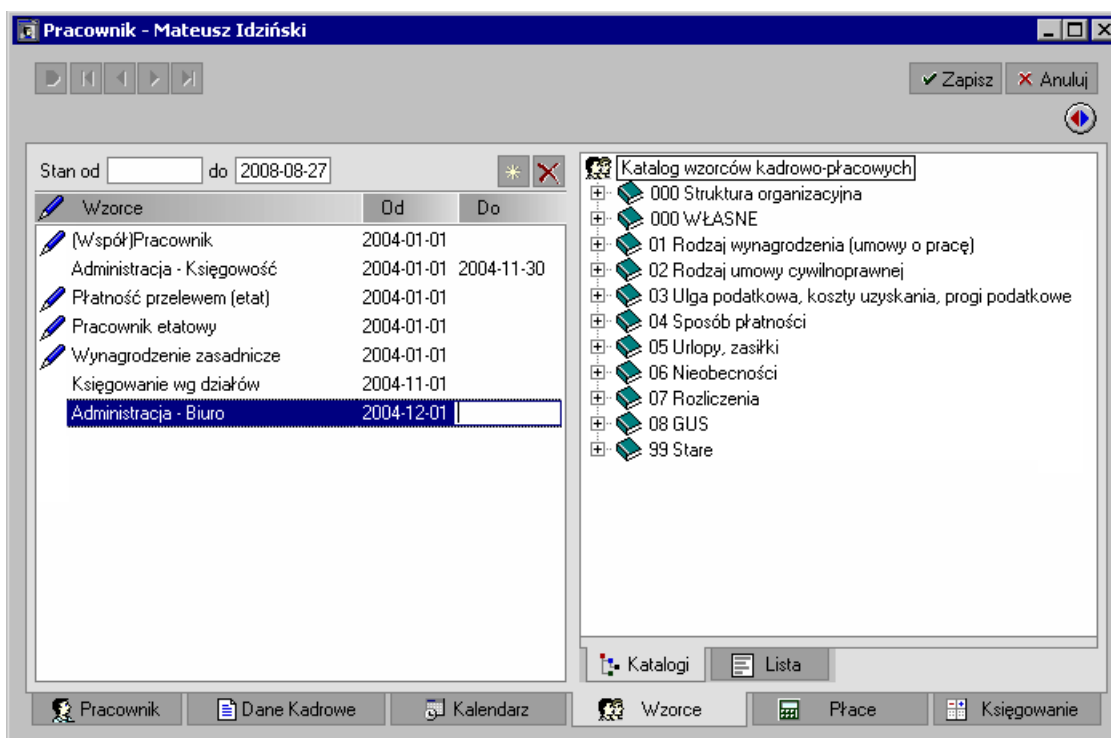 Pracownik - Mateusz Idziński
Zapisz Anuluj
Stan od do 2008-08-27
Wzorce Od Do
(Współ)Pracownik 2004-01-01
Administracja - Księgowość 2004-01-01 2004-11-30
Płatność przelewem (etat) 2004-01-01
Pracownik etatowy 2004-01-01
Wynagrodzenie zasadnicze 2004-01-01
Księgowanie wg działów 2004-11-01
Administracja - Biuro 2004-12-01
Katalog wzorców kadrowo-płacowych
000 Struktura organizacyjna
000 WŁASNE
01 Rodzaj wynagrodzenia (umowy o pracę)
02 Rodzaj umowy cywilnoprawnej
03 Ulga podatkowa, koszty uzyskania, progi podatkowe
04 Sposób płatności
05 Urlopy, zasiłki
06 Nieobecności
07 Rozliczenia
08 GUS
99 Stare
Katalogi Lista
Pracownik Dane Kadrowe Kalendarz Wzorce Płace Księgowanie